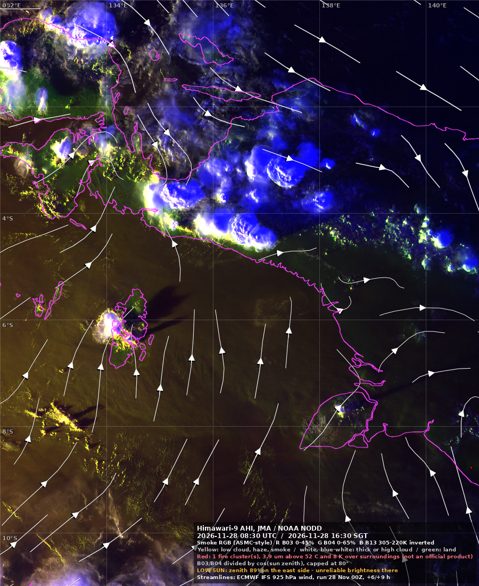 132°E 134°E 136°E 138°E 140°E
4°S
6°S
8°S
10°S
Himawari-9 AHI, JMA / NOAA NODD
2026-11-28 08:30 UTC / 2026-11-28 16:30 SGT
Smoke RGB (ASMC-style): R B03 0-45% G B04 0-65% B B13 305-220K inverted
Yellow: low cloud, haze, smoke / white, blue-white: thick or high cloud / green: land
Red: 1 fire cluster(s), 3.9 um above 52 C and 8 K over surroundings (not an official product)
B03/B04 divided by cos(sun zenith), capped at 80°
LOW SUN: zenith 89° in the east side - unreliable brightness there
Streamlines: ECMWF IFS 925 hPa wind, run 28 Nov 00Z, +6/+9 h